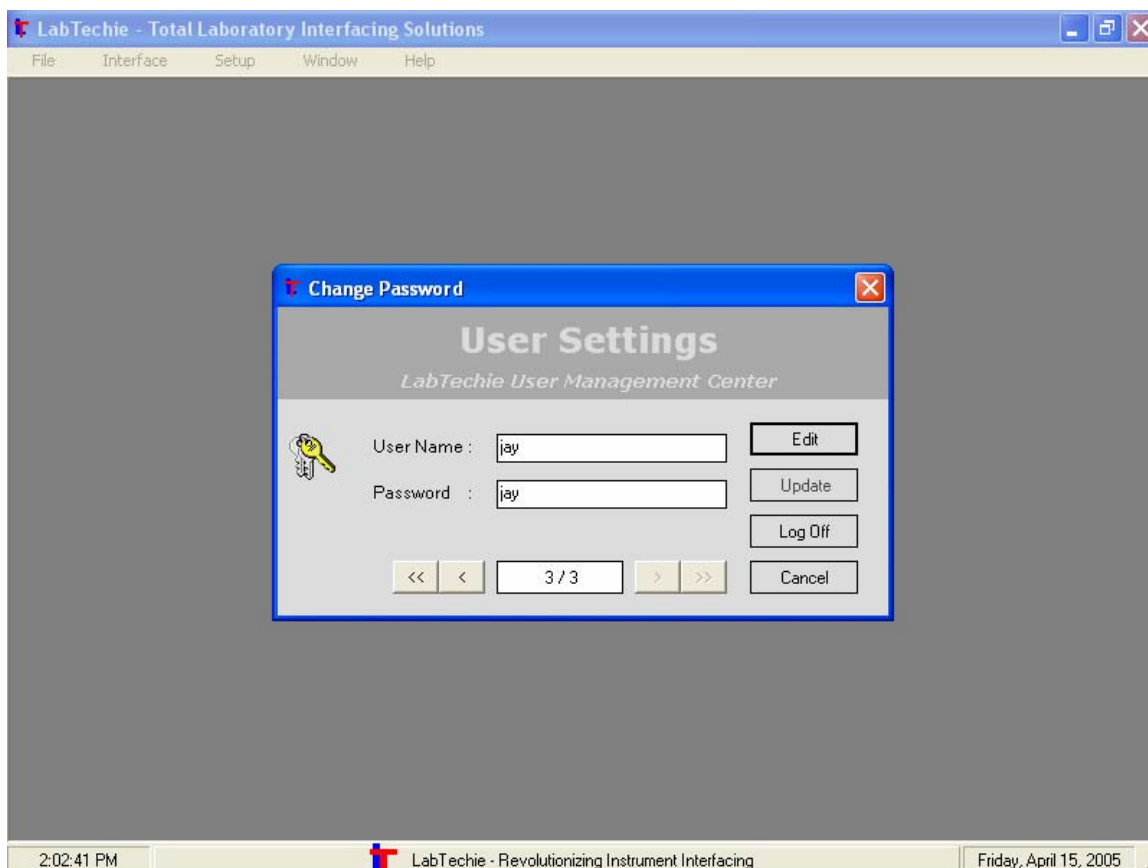 LabTechie - Total Laboratory Interfacing Solutions
File Interface Setup Window Help
Change Password
User Settings
LabTechie User Management Center
User Name : jay
Edit
Password : jay
Update
Log Off
<< < 3 / 3 > >>
Cancel
2:02:41 PM LabTechie - Revolutionizing Instrument Interfacing Friday, April 15, 2005